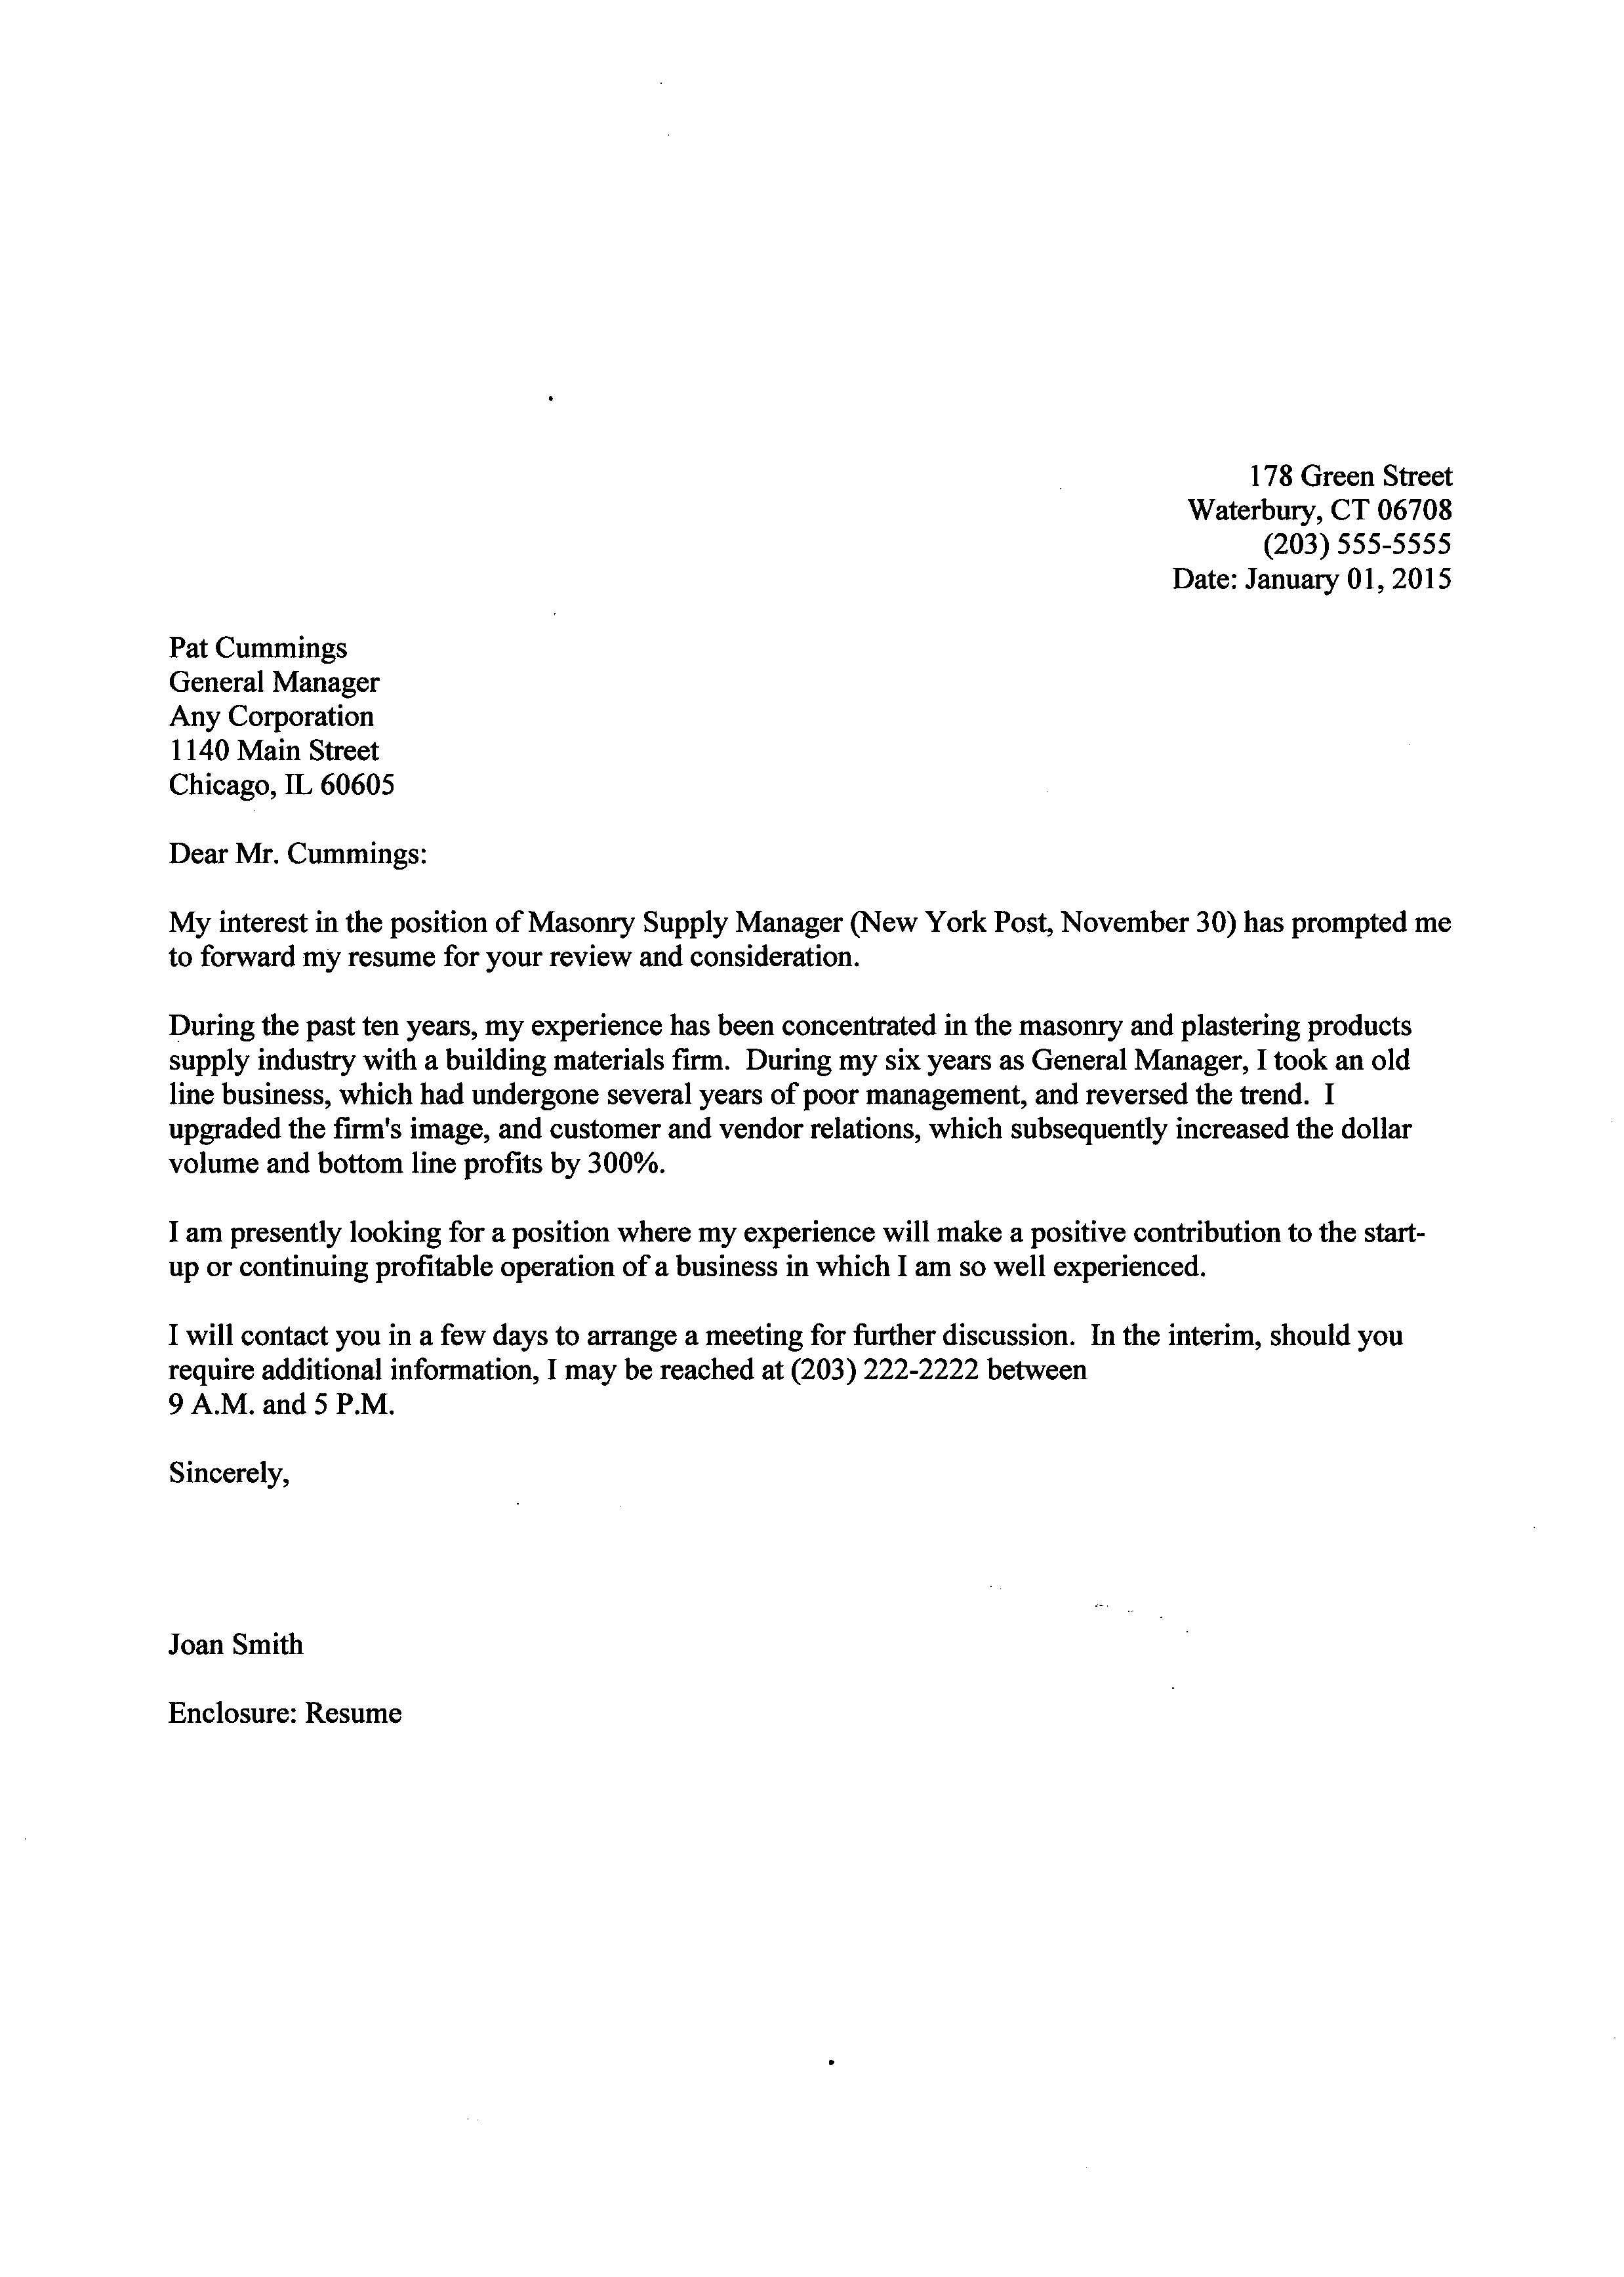 178 Green Street
Waterbury, CT 06708
(203) 555-5555
Date: January 01, 2015
Pat Cummings
General Manager
Any Corporation
1140 Main Street
Chicago, IL 60605
Dear Mr. Cummings:
My interest in the position of Masonry Supply Manager (New York Post, November 30) has prompted me
to forward my resume for your review and consideration.
During the past ten years, my experience has been concentrated in the masonry and plastering products
supply industry with a building materials firm.  During my six years as General Manager, I took an old
line business, which had undergone several years of poor management, and reversed the trend.  I
upgraded the firm's image, and customer and vendor relations, which subsequently increased the dollar
volume and bottom line profits by 300%.
I am presently looking for a position where my experience will make a positive contribution to the start-
up or continuing profitable operation of a business in which I am so well experienced.
I will contact you in a few days to arrange a meeting for further discussion.  In the interim, should you
require additional information, I may be reached at (203) 222-2222 between
9 A.M. and 5 P.M.
Sincerely,
Joan Smith
Enclosure: Resume